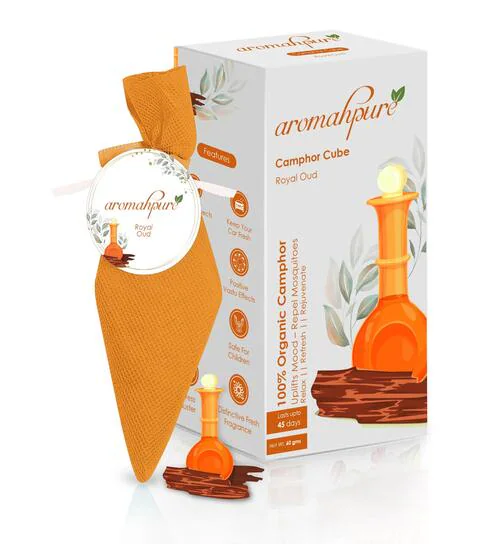 aromahpure
Royal
Oud
Features
Keep Your
Car Fresh
Positive
Vastu Effects
Safe For
Children
Distinctive Fresh
Fragrance
aromahpure
Camphor Cube
Royal Oud
100% Organic Camphor
Uplifts Mood – Repel Mosquitoes
Relax || Refresh || Rejuvenate
Lasts upto
45 days
Net Wt. 60 gms